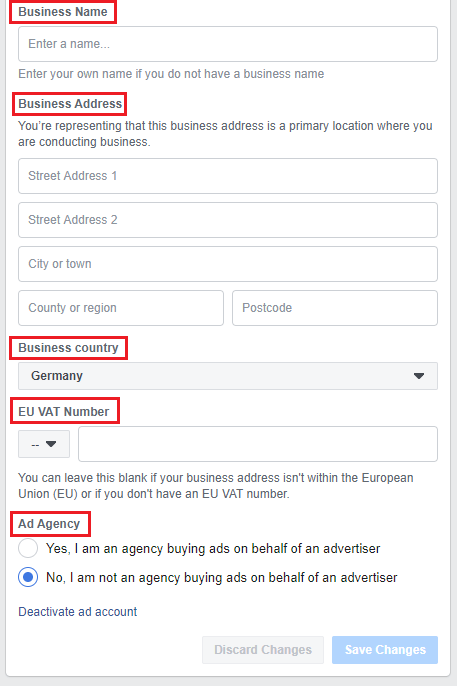 Business Name
Enter a name...
Enter your own name if you do not have a business name
Business Address
You're representing that this business address is a primary location where you
are conducting business.
Street Address 1
Street Address 2
City or town
County or region
Postcode
Business country
Germany
EU VAT Number
--
You can leave this blank if your business address isn't within the European
Union (EU) or if you don't have an EU VAT number.
Ad Agency
Yes, I am an agency buying ads on behalf of an advertiser
No, I am not an agency buying ads on behalf of an advertiser
Deactivate ad account
Discard Changes
Save Changes